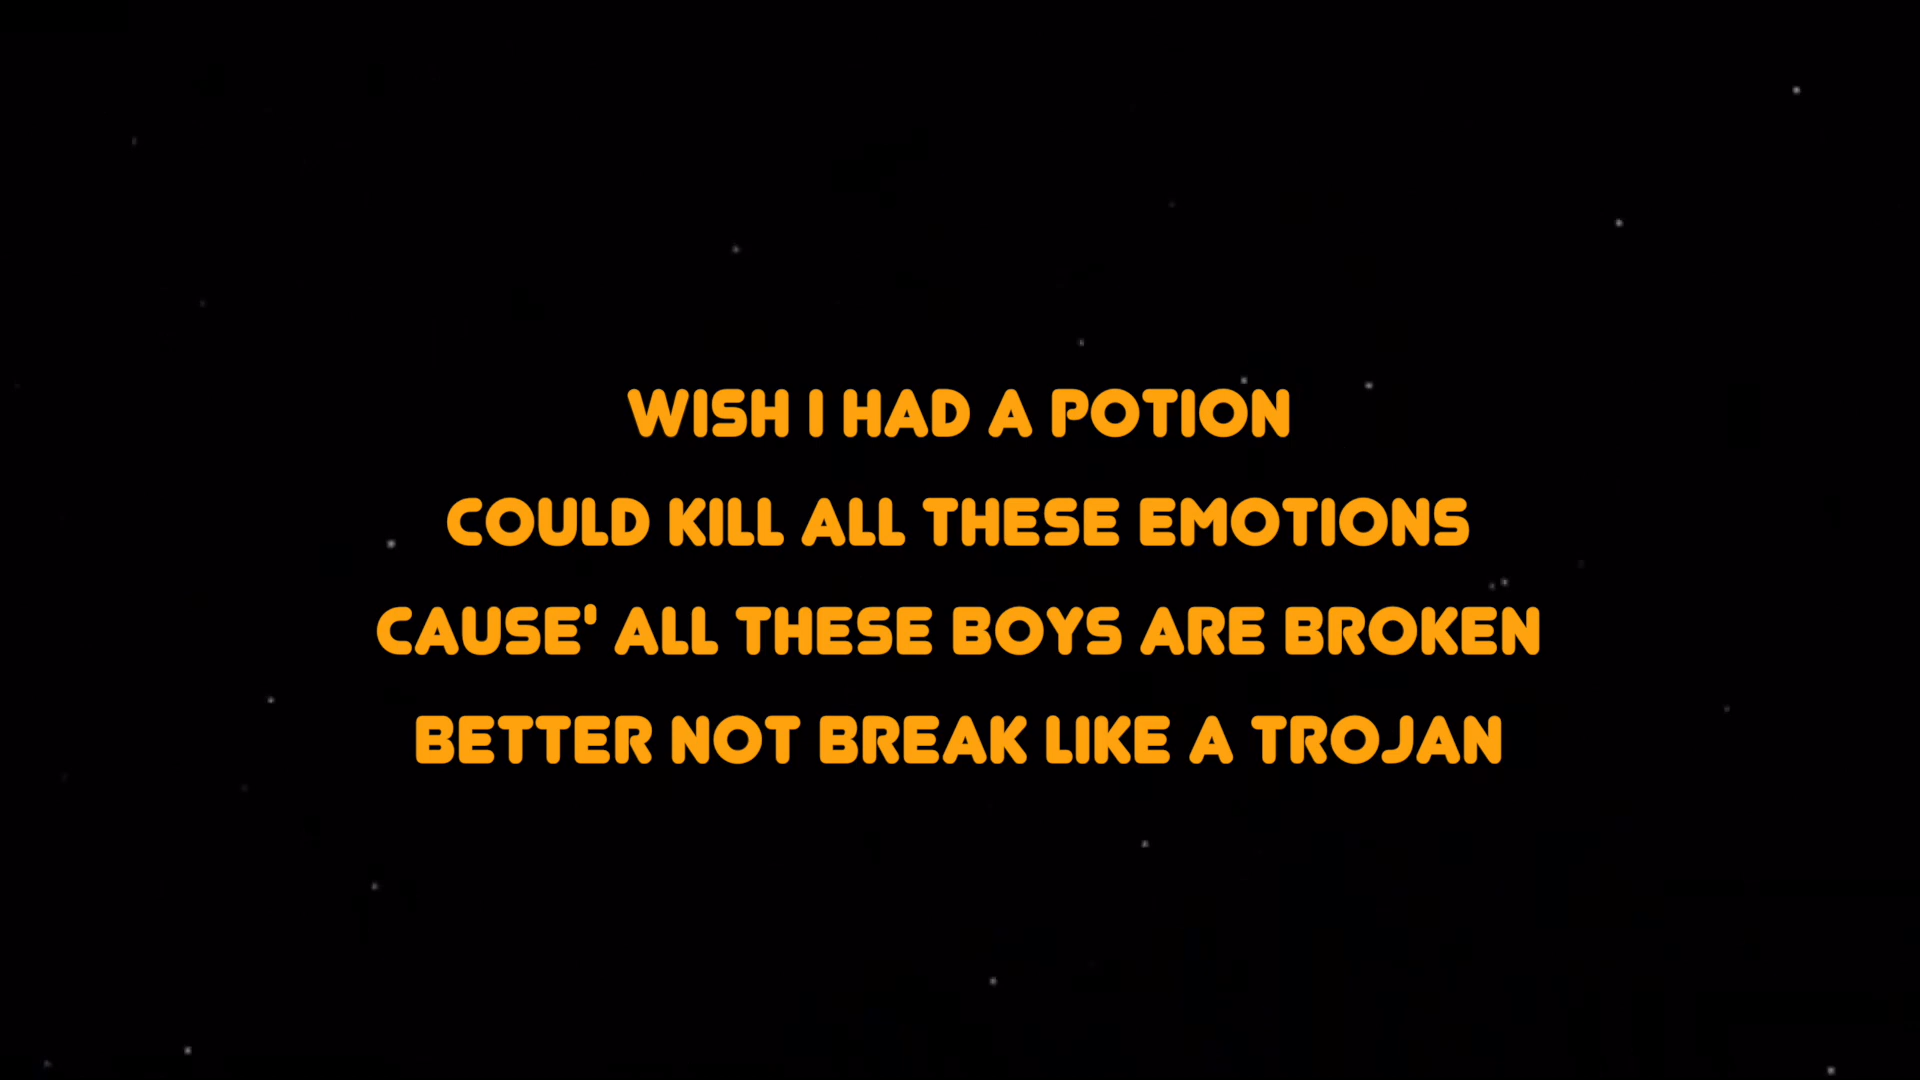 WISH I HAD A POTION
COULD KILL ALL THESE EMOTIONS
CAUSE' ALL THESE BOYS ARE BROKEN
BETTER NOT BREAK LIKE A TROJAN